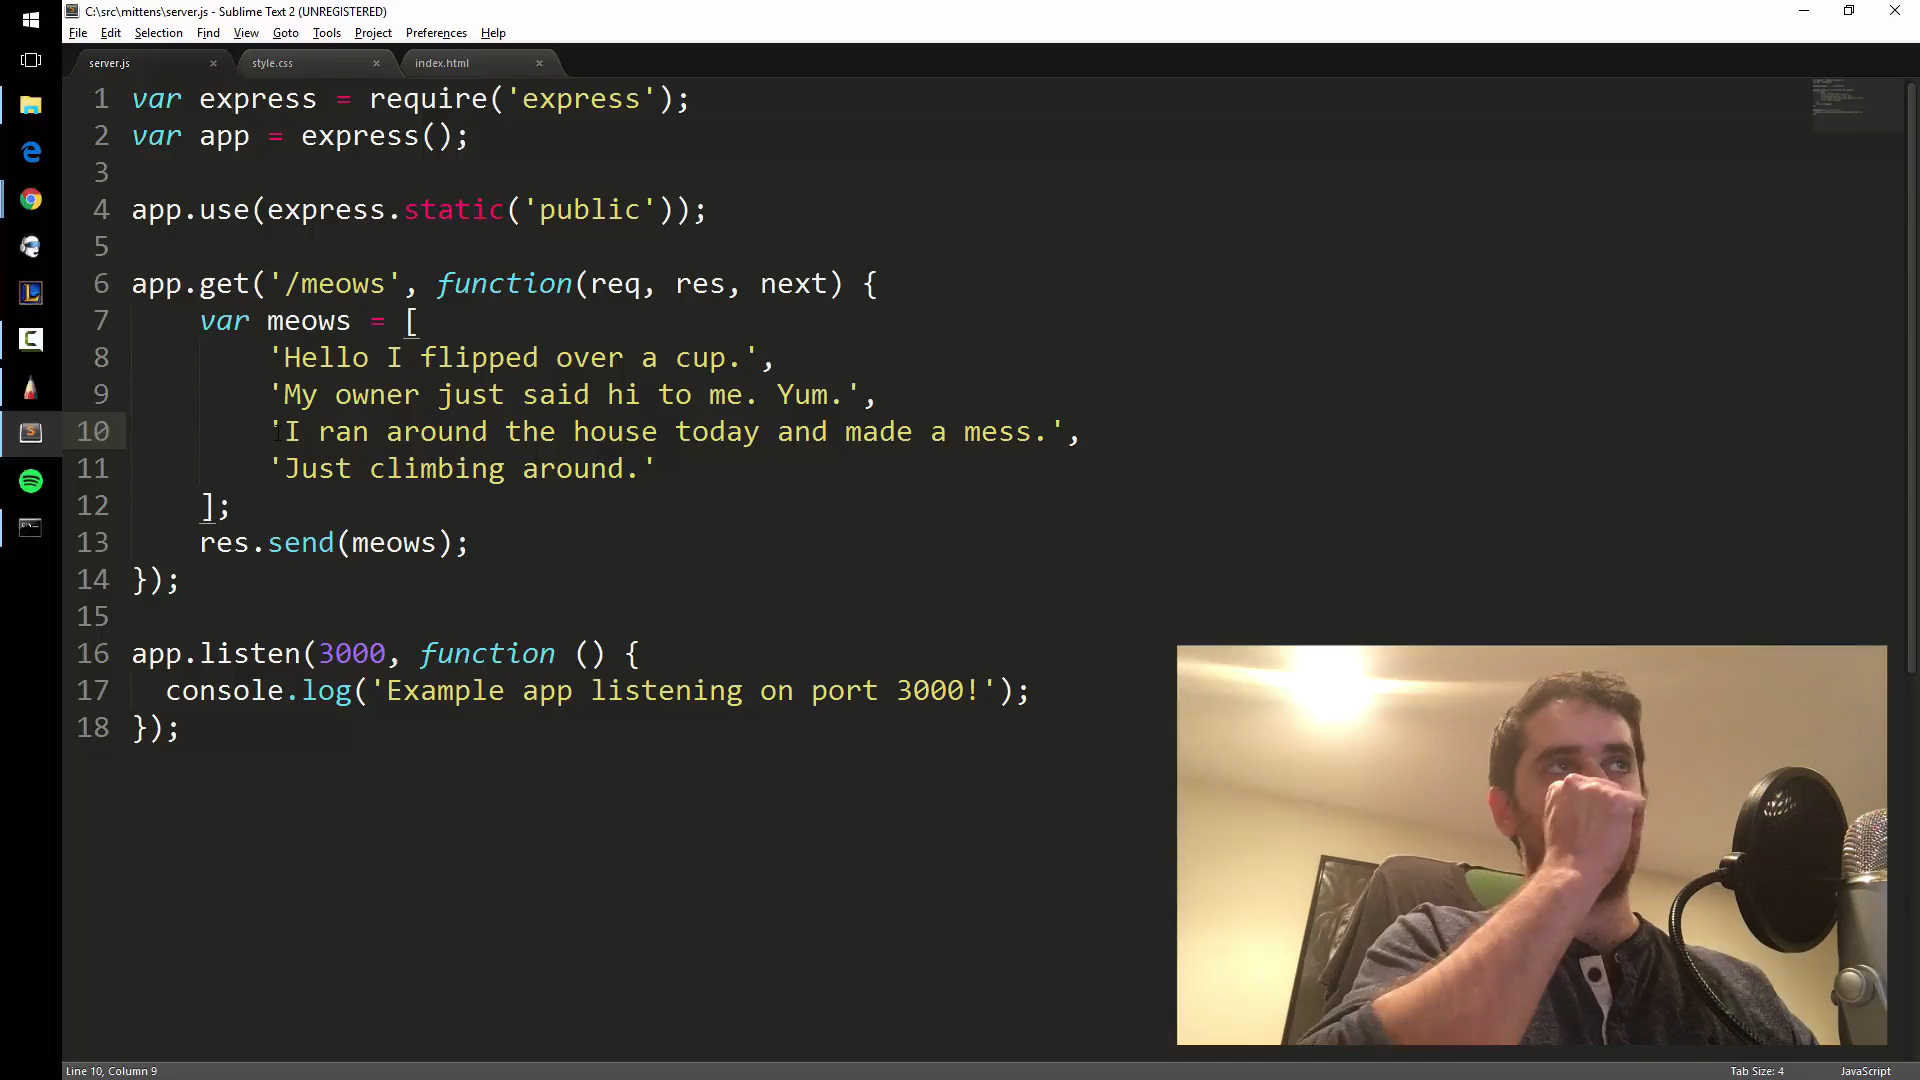 C:\src\mittens\server.js - Sublime Text 2 (UNREGISTERED)
File Edit Selection Find View Goto Tools Project Preferences Help
server.js × style.css × index.html ×
1 var express = require('express');
2 var app = express();
3
4 app.use(express.static('public'));
5
6 app.get('/meows', function(req, res, next) {
7 var meows = [
8 'Hello I flipped over a cup.',
9 'My owner just said hi to me. Yum.',
10 'I ran around the house today and made a mess.',
11 'Just climbing around.'
12 ];
13 res.send(meows);
14 });
15
16 app.listen(3000, function () {
17 console.log('Example app listening on port 3000!');
18 });
Line 10, Column 9 Tab Size: 4 JavaScript